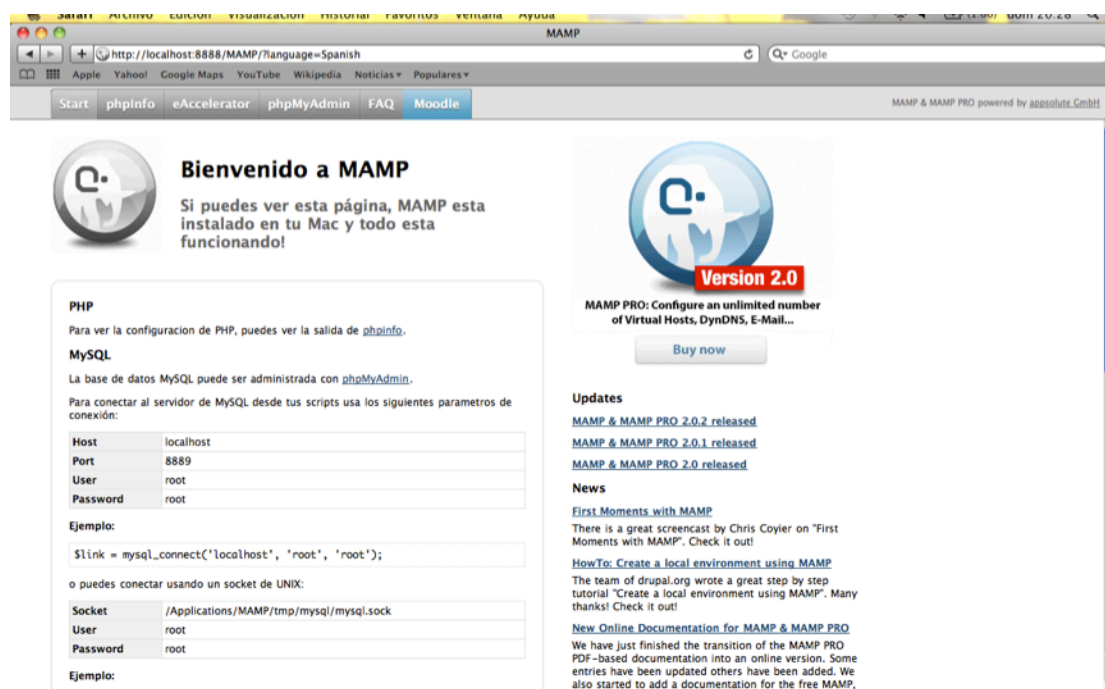 Safari Archivo Edición Visualización Historial Favoritos Ventana Ayuda
dom 20:28
MAMP
http://localhost:8888/MAMP/?language=Spanish
Google
Apple Yahoo! Google Maps YouTube Wikipedia Noticias Populares
Start phpInfo eAccelerator phpMyAdmin FAQ Moodle
MAMP & MAMP PRO powered by appsolute GmbH
Bienvenido a MAMP
Si puedes ver esta página, MAMP esta
instalado en tu Mac y todo esta
funcionando!
PHP
Para ver la configuracion de PHP, puedes ver la salida de phpinfo.
MySQL
La base de datos MySQL puede ser administrada con phpMyAdmin.
Para conectar al servidor de MySQL desde tus scripts usa los siguientes parametros de
conexión:
Host localhost
Port 8889
User root
Password root
Ejemplo:
$link = mysql_connect('localhost', 'root', 'root');
o puedes conectar usando un socket de UNIX:
Socket /Applications/MAMP/tmp/mysql/mysql.sock
User root
Password root
Ejemplo:
Version 2.0
MAMP PRO: Configure an unlimited number
of Virtual Hosts, DynDNS, E-Mail...
Buy now
Updates
MAMP & MAMP PRO 2.0.2 released
MAMP & MAMP PRO 2.0.1 released
MAMP & MAMP PRO 2.0 released
News
First Moments with MAMP
There is a great screencast by Chris Coyier on "First
Moments with MAMP". Check it out!
HowTo: Create a local environment using MAMP
The team of drupal.org wrote a great step by step
tutorial "Create a local environment using MAMP". Many
thanks! Check it out!
New Online Documentation for MAMP & MAMP PRO
We have just finished the transition of the MAMP PRO
PDF-based documentation into an online version. Some
entries have been updated others have been added. We
also started to add a documentation for the free MAMP,